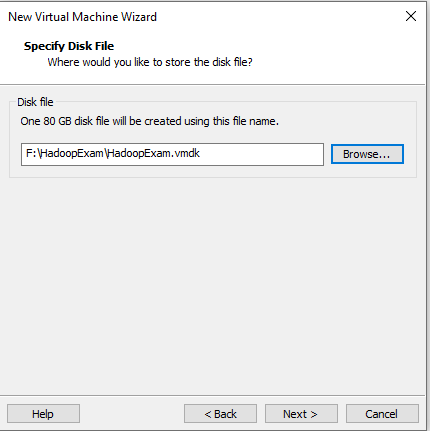 New Virtual Machine Wizard
Specify Disk File
Where would you like to store the disk file?
Disk file
One 80 GB disk file will be created using this file name.
F:\HadoopExam\HadoopExam.vmdk
Browse...
Help
< Back
Next >
Cancel